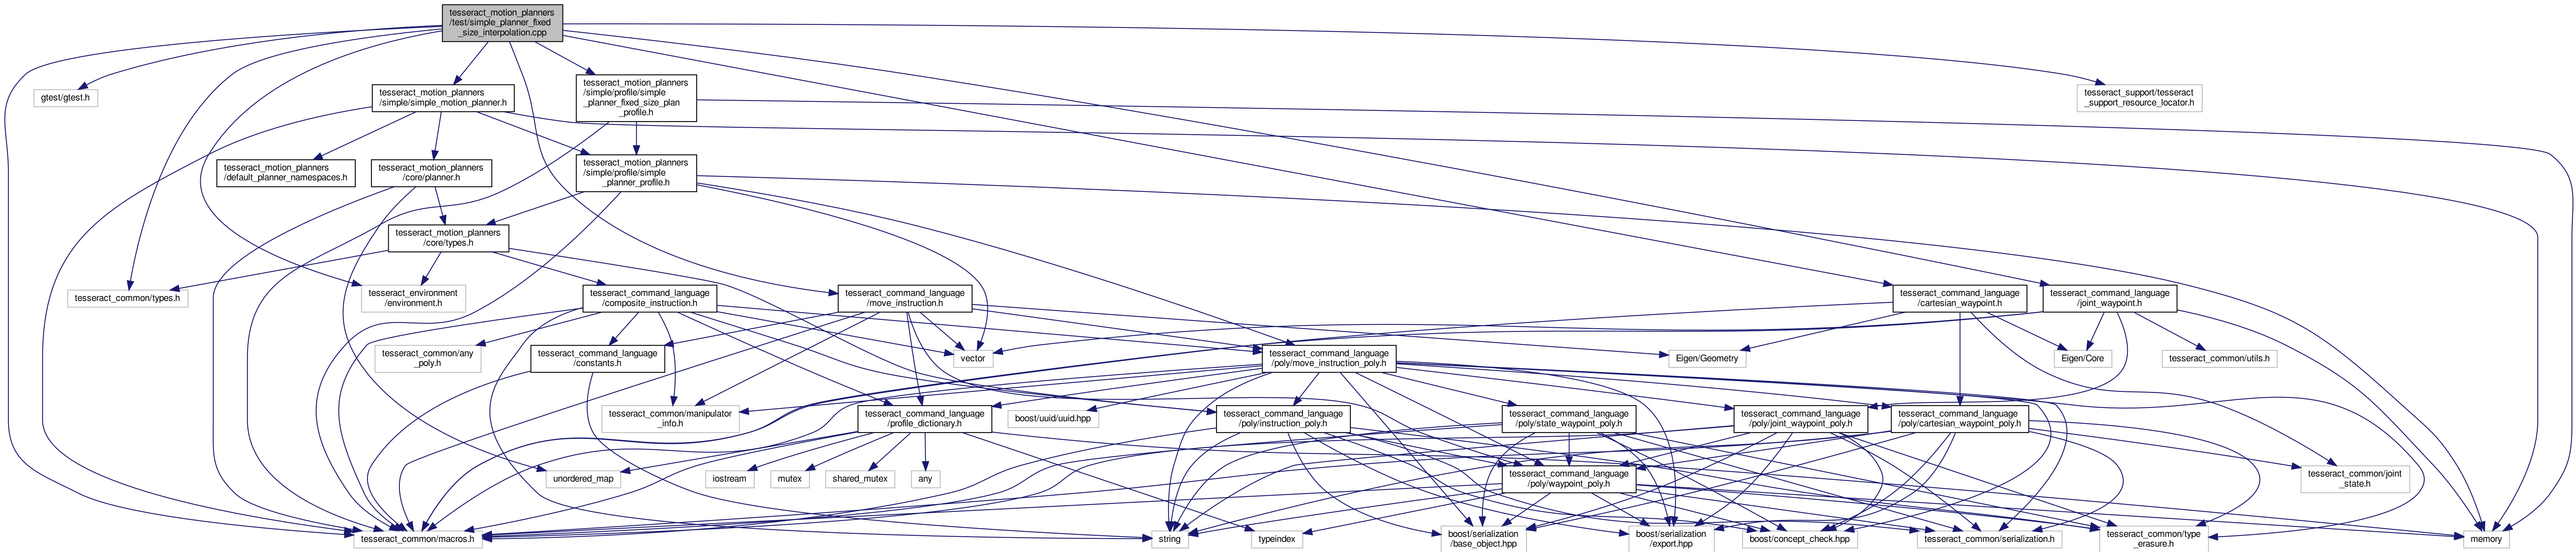 tesseract_motion_planners
/test/simple_planner_fixed
_size_interpolation.cpp
gtest/gtest.h
tesseract_motion_planners
/simple/simple_motion_planner.h
tesseract_motion_planners
/simple/profile/simple
_planner_fixed_size_plan
_profile.h
tesseract_support/tesseract
_support_resource_locator.h
tesseract_motion_planners
/default_planner_namespaces.h
tesseract_motion_planners
/core/planner.h
tesseract_motion_planners
/simple/profile/simple
_planner_profile.h
tesseract_motion_planners
/core/types.h
tesseract_common/types.h
tesseract_environment
/environment.h
tesseract_command_language
/composite_instruction.h
tesseract_command_language
/move_instruction.h
tesseract_command_language
/cartesian_waypoint.h
tesseract_command_language
/joint_waypoint.h
tesseract_common/any
_poly.h
tesseract_command_language
/constants.h
vector
tesseract_command_language
/poly/move_instruction_poly.h
Eigen/Geometry
Eigen/Core
tesseract_common/utils.h
tesseract_common/manipulator
_info.h
tesseract_command_language
/profile_dictionary.h
boost/uuid/uuid.hpp
tesseract_command_language
/poly/instruction_poly.h
tesseract_command_language
/poly/state_waypoint_poly.h
tesseract_command_language
/poly/joint_waypoint_poly.h
tesseract_command_language
/poly/cartesian_waypoint_poly.h
unordered_map
iostream
mutex
shared_mutex
any
tesseract_command_language
/poly/waypoint_poly.h
tesseract_common/joint
_state.h
tesseract_common/macros.h
string
typeindex
boost/serialization
/base_object.hpp
boost/serialization
/export.hpp
boost/concept_check.hpp
tesseract_common/serialization.h
tesseract_common/type
_erasure.h
memory